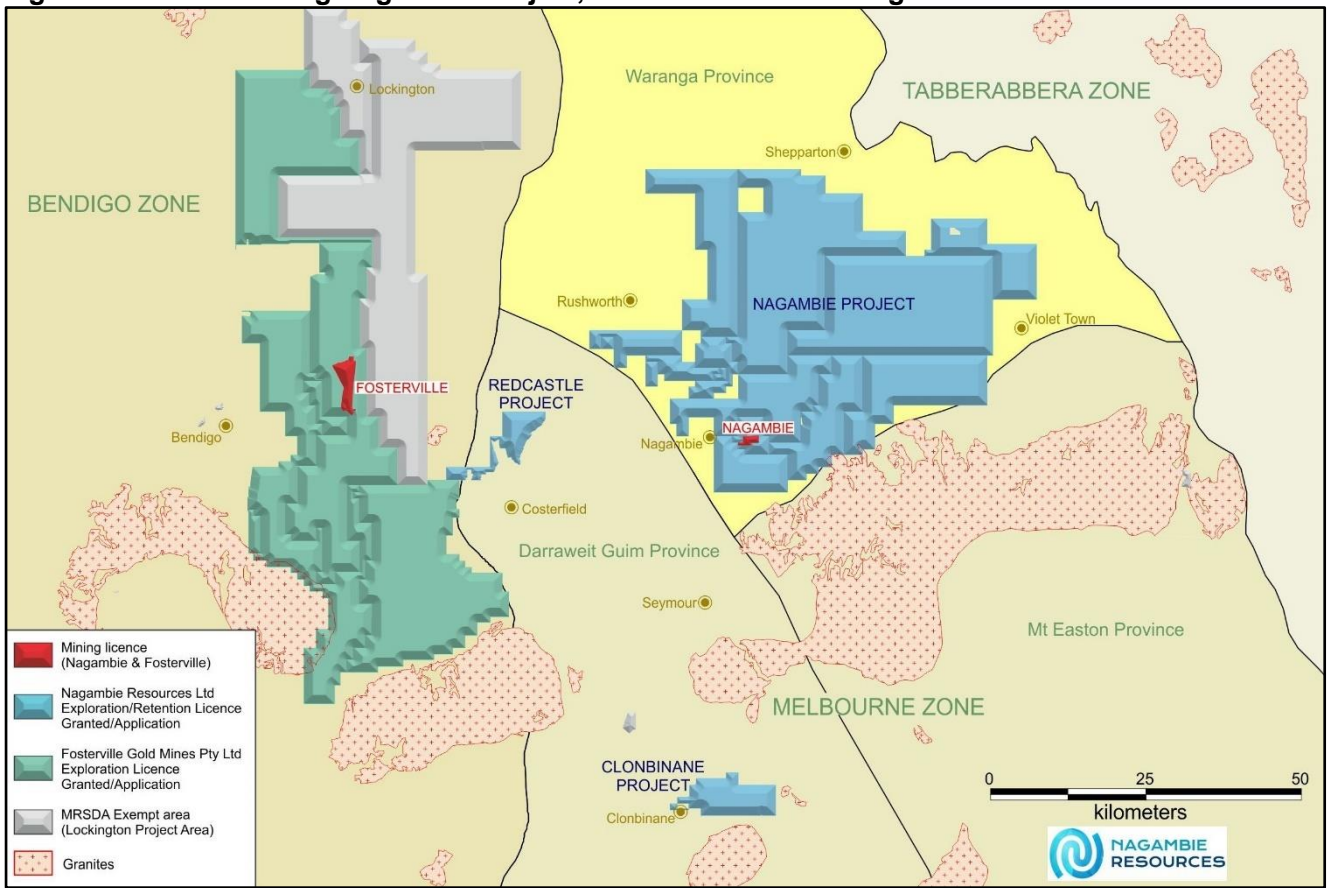 Waranga Province
TABBERABBERA ZONE
Lockington
Shepparton
BENDIGO ZONE
Rushworth
NAGAMBIE PROJECT
Violet Town
FOSTERVILLE
REDCASTLE
PROJECT
Bendigo
Nagambie
NAGAMBIE
Costerfield
Darraweit Guim Province
Seymour
Mt Easton Province
MELBOURNE ZONE
CLONBINANE
PROJECT
Clonbinane
Mining licence
(Nagambie & Fosterville)
Nagambie Resources Ltd
Exploration/Retention Licence
Granted/Application
Fosterville Gold Mines Pty Ltd
Exploration Licence
Granted/Application
MRSDA Exempt area
(Lockington Project Area)
Granites
0 25 50
kilometers
NAGAMBIE
RESOURCES